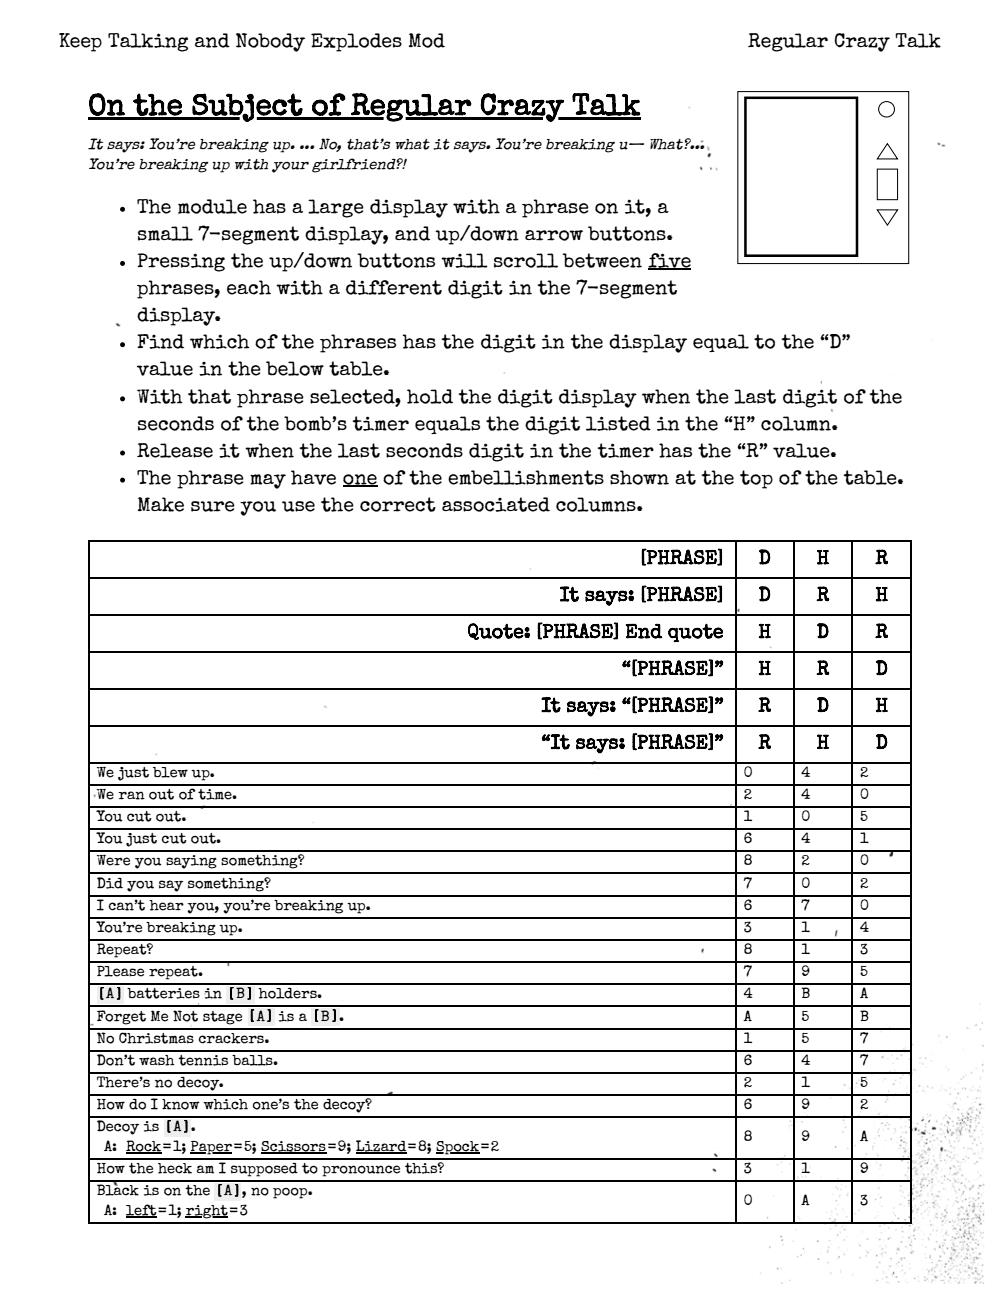 Keep Talking and Nobody Explodes Mod Regular Crazy Talk
On the Subject of Regular Crazy Talk
It says: You’re breaking up. ... No, that’s what it says. You’re breaking u— What?...
You’re breaking up with your girlfriend?!
• The module has a large display with a phrase on it, a
small 7-segment display, and up/down arrow buttons.
• Pressing the up/down buttons will scroll between five
phrases, each with a different digit in the 7-segment
display.
• Find which of the phrases has the digit in the display equal to the “D”
value in the below table.
• With that phrase selected, hold the digit display when the last digit of the
seconds of the bomb’s timer equals the digit listed in the “H” column.
• Release it when the last seconds digit in the timer has the “R” value.
• The phrase may have one of the embellishments shown at the top of the table.
Make sure you use the correct associated columns.
[PHRASE] D H R
It says: [PHRASE] D R H
Quote: [PHRASE] End quote H D R
“[PHRASE]” H R D
It says: “[PHRASE]” R D H
“It says: [PHRASE]” R H D
We just blew up. 0 4 2
We ran out of time. 2 4 0
You cut out. 1 0 5
You just cut out. 6 4 1
Were you saying something? 8 2 0
Did you say something? 7 0 2
I can’t hear you, you’re breaking up. 6 7 0
You’re breaking up. 3 1 4
Repeat? 8 1 3
Please repeat. 7 9 5
[A] batteries in [B] holders. 4 B A
Forget Me Not stage [A] is a [B]. A 5 B
No Christmas crackers. 1 5 7
Don’t wash tennis balls. 6 4 7
There’s no decoy. 2 1 5
How do I know which one’s the decoy? 6 9 2
Decoy is [A].
A: Rock=1; Paper=5; Scissors=9; Lizard=8; Spock=2 8 9 A
How the heck am I supposed to pronounce this? 3 1 9
Black is on the [A], no poop.
A: left=1; right=3 0 A 3